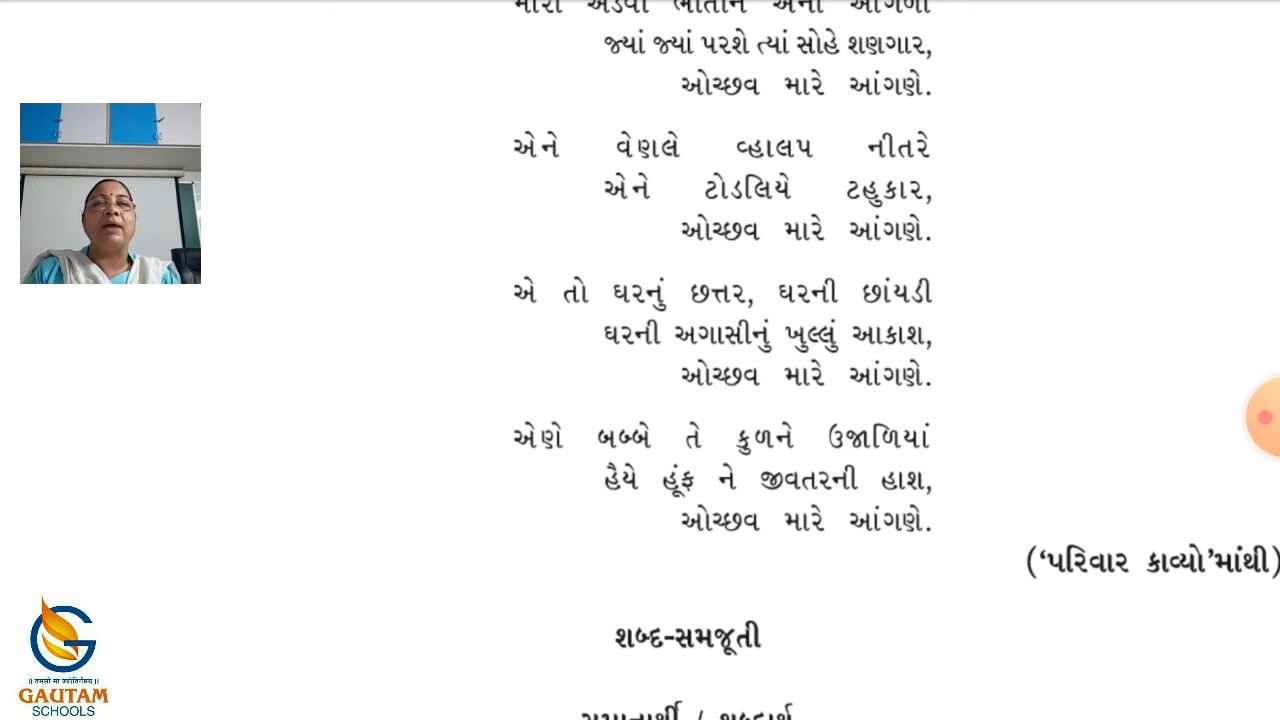 જ્યાં જ્યાં પરશે ત્યાં સોહે શણગાર,
ઓચ્છવ મારે આંગણે.
એને વેણલે વ્હાલપ નીતરે
એને ટોડલિયે ટહુકાર,
ઓચ્છવ મારે આંગણે.
એ તો ઘરનું છત્તર, ઘરની છાંયડી
ઘરની અગાસીનું ખુલ્લું આકાશ,
ઓચ્છવ મારે આંગણે.
એણે બબ્બે તે કુળને ઉજાળિયાં
હૈયે હૂંફ ને જીવતરની હાશ,
ઓચ્છવ મારે આંગણે.
(‘પરિવાર કાવ્યો’માંથી)
શબ્દ-સમજૂતી
॥ तमसो मा ज्योतिर्गमय ॥
GAUTAM
SCHOOLS